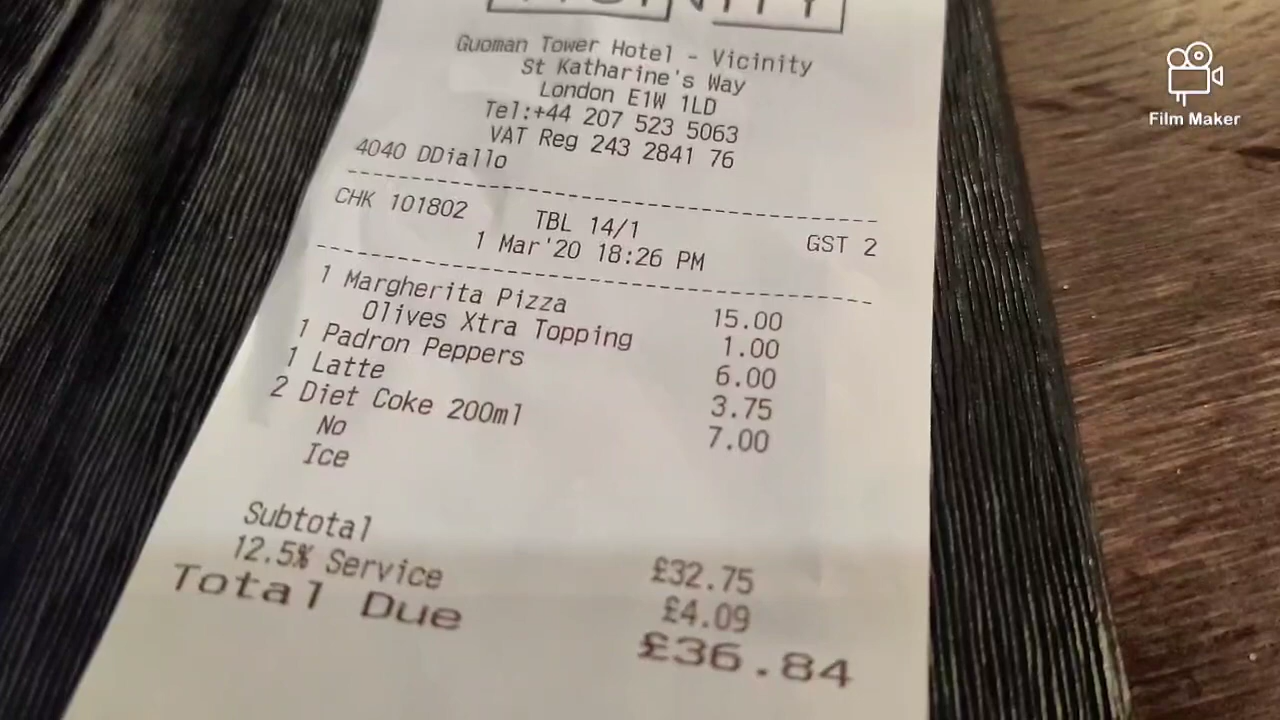 VICINITY
Guoman Tower Hotel - Vicinity
St Katharine's Way
London E1W 1LD
Tel:+44 207 523 5063
VAT Reg 243 2841 76
4040 DDiallo
CHK 101802 TBL 14/1 GST 2
1 Mar'20 18:26 PM
1 Margherita Pizza 15.00
Olives Xtra Topping 1.00
1 Padron Peppers 6.00
1 Latte 3.75
2 Diet Coke 200ml 7.00
No
Ice
Subtotal £32.75
12.5% Service £4.09
Total Due £36.84
Film Maker